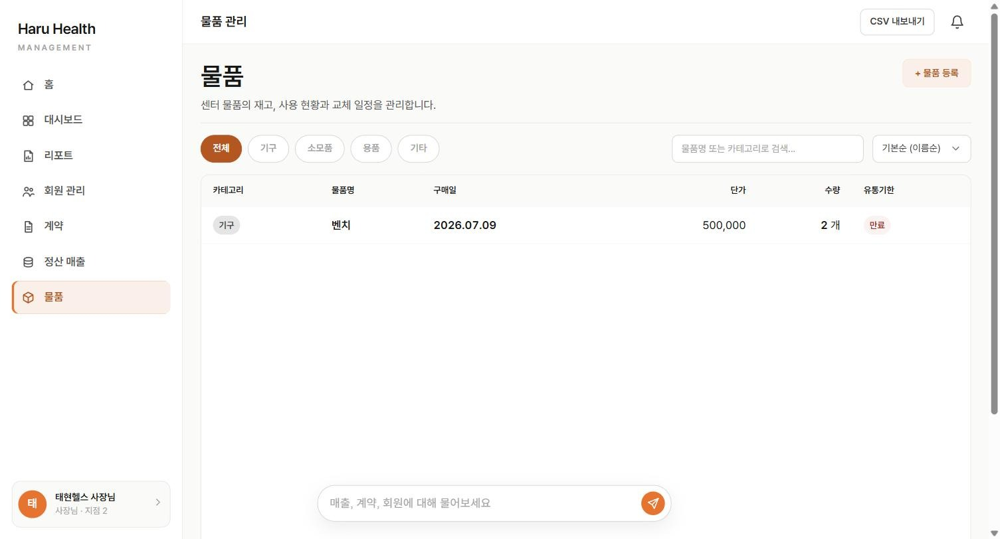 Haru Health
MANAGEMENT
홈
대시보드
리포트
회원 관리
계약
정산 매출
물품
태
태현헬스 사장님
사장님 · 지점 2
물품 관리
CSV 내보내기
물품
+ 물품 등록
센터 물품의 재고, 사용 현황과 교체 일정을 관리합니다.
전체
기구
소모품
용품
기타
물품명 또는 카테고리로 검색...
기본순 (이름순)
카테고리 물품명 구매일 단가 수량 유통기한
기구 벤치 2026.07.09 500,000 2 개 만료
매출, 계약, 회원에 대해 물어보세요